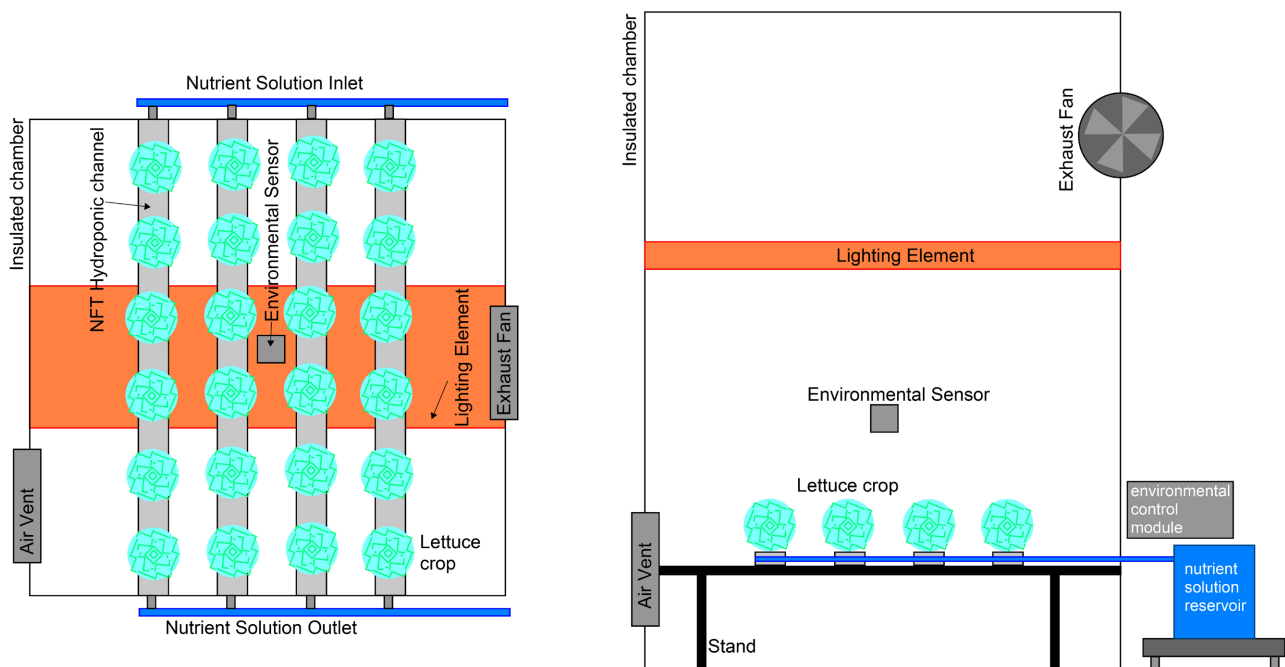 Nutrient Solution Inlet
Insulated chamber
NFT Hydroponic channel
Environmental Sensor
Lighting Element
Exhaust Fan
Air Vent
Lettuce
crop
Nutrient Solution Outlet
Insulated chamber
Exhaust Fan
Lighting Element
Environmental Sensor
Lettuce crop
environmental
control
module
Air Vent
nutrient
solution
reservoir
Stand